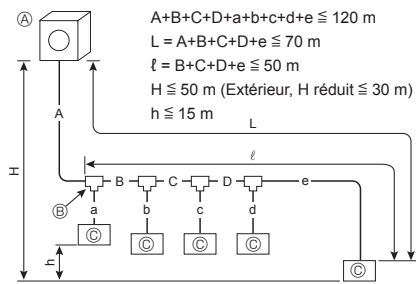 Ⓐ
A+B+C+D+a+b+c+d+e ≦ 120 m
L = A+B+C+D+e ≦ 70 m
ℓ = B+C+D+e ≦ 50 m
H ≦ 50 m (Extérieur, H réduit ≦ 30 m)
h ≦ 15 m
L
A
H
ℓ
B C D e
Ⓑ
a b c d
Ⓒ Ⓒ Ⓒ Ⓒ
h
Ⓒ